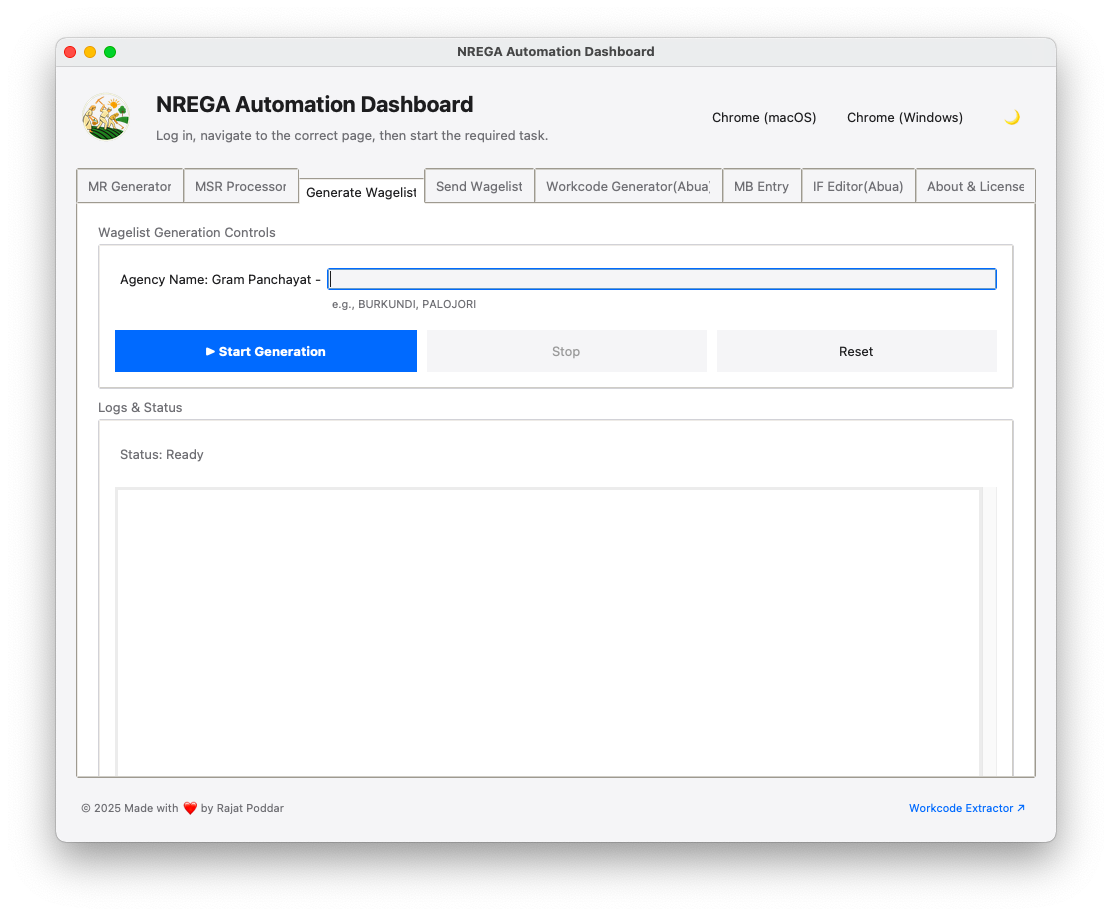 NREGA Automation Dashboard
NREGA Automation Dashboard
Log in, navigate to the correct page, then start the required task.
Chrome (macOS) Chrome (Windows)
MR Generator MSR Processor Generate Wagelist Send Wagelist Workcode Generator(Abua) MB Entry IF Editor(Abua) About & License
Wagelist Generation Controls
Agency Name: Gram Panchayat -
e.g., BURKUNDI, PALOJORI
▶ Start Generation Stop Reset
Logs & Status
Status: Ready
© 2025 Made with ❤️ by Rajat Poddar Workcode Extractor ↗